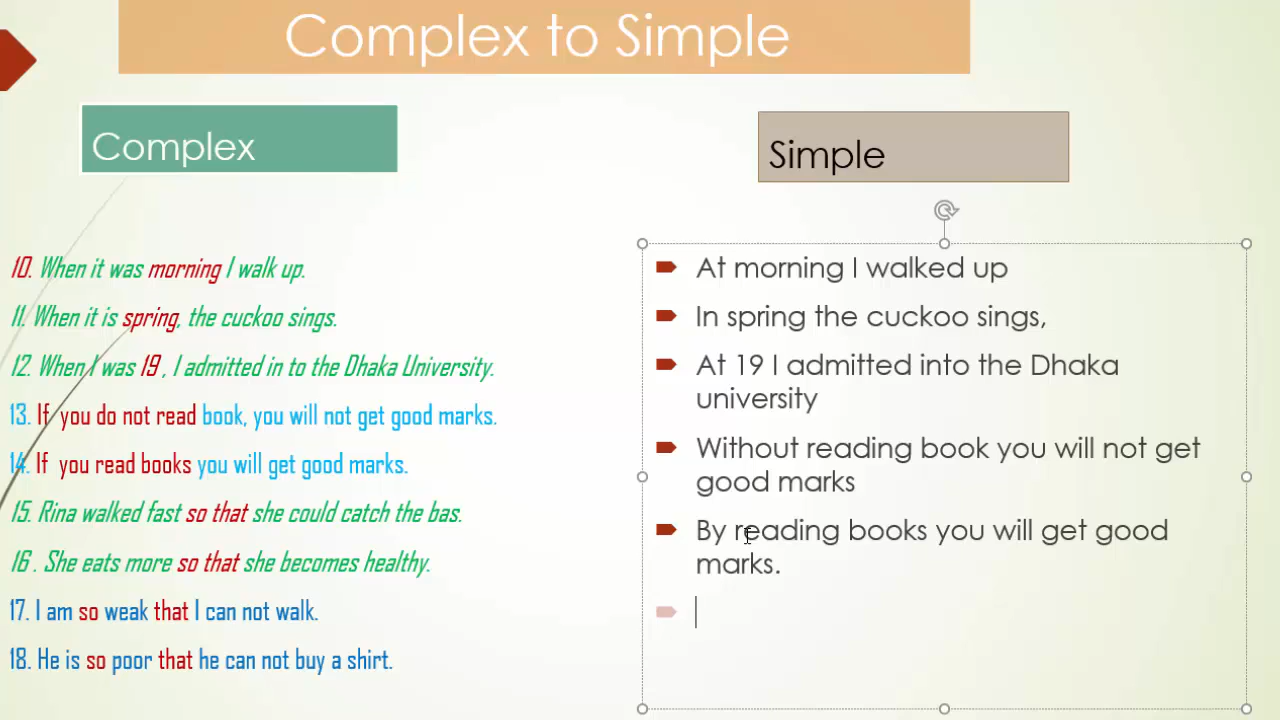 Complex to Simple
Complex
Simple
10. When it was morning I walk up.
11. When it is spring, the cuckoo sings.
12. When I was 19 , I admitted in to the Dhaka University.
13. If you do not read book, you will not get good marks.
14. If you read books you will get good marks.
15. Rina walked fast so that she could catch the bas.
16 . She eats more so that she becomes healthy.
17. I am so weak that I can not walk.
18. He is so poor that he can not buy a shirt.
At morning I walked up
In spring the cuckoo sings,
At 19 I admitted into the Dhaka
university
Without reading book you will not get
good marks
By reading books you will get good
marks.